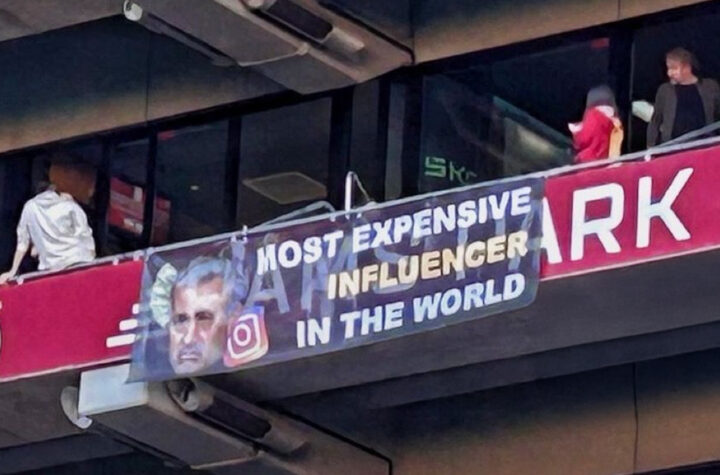 MOST EXPENSIVE
INFLUENCER
IN THE WORLD
ARK